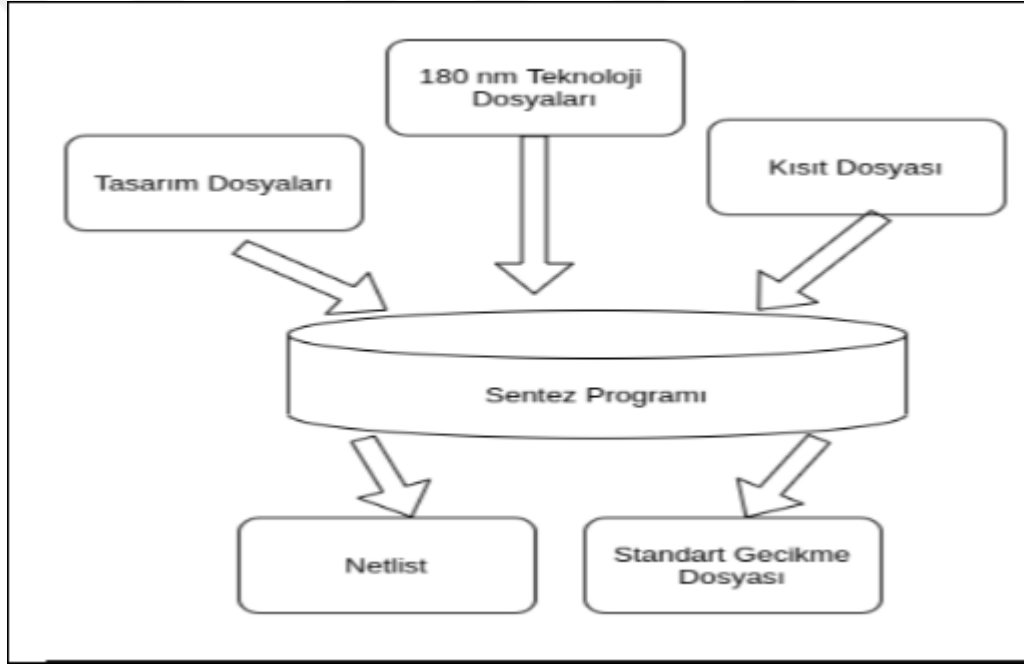 180 nm Teknoloji
Dosyaları
Tasarım Dosyaları
Kısıt Dosyası
Sentez Programı
Netlist
Standart Gecikme
Dosyası